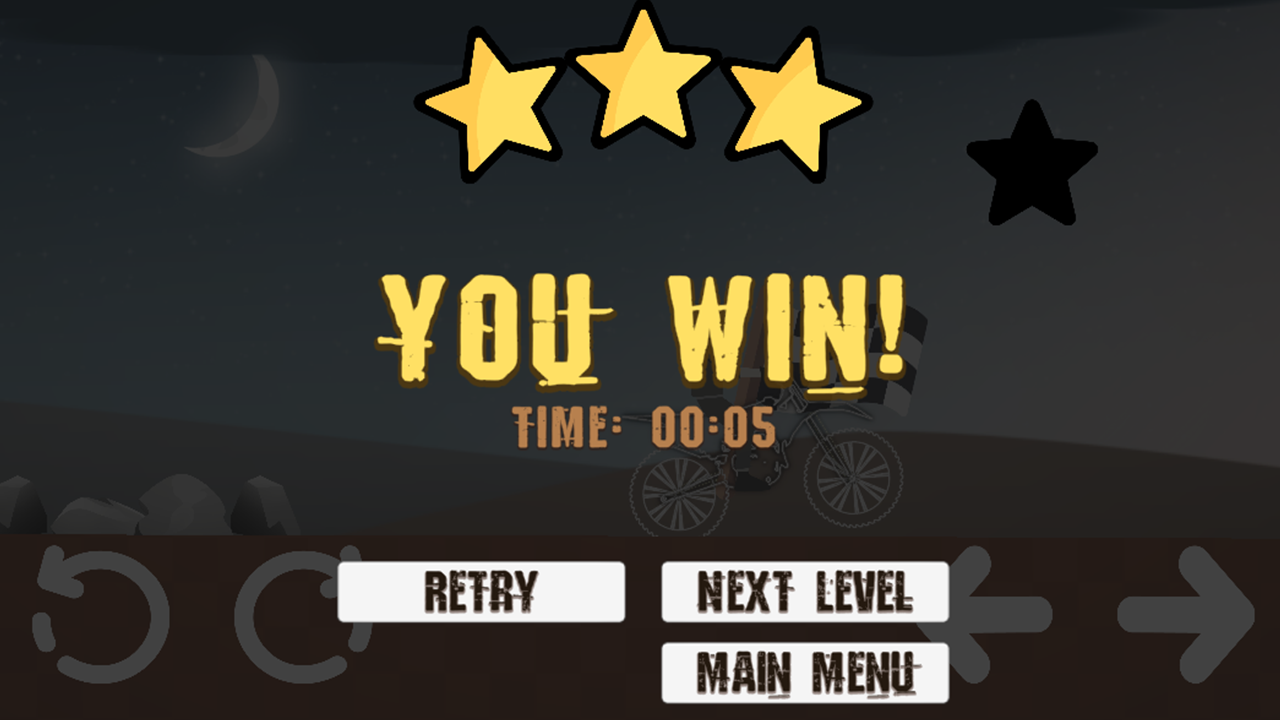 YOU WIN!
TIME: 00:05
RETRY
NEXT LEVEL
MAIN MENU